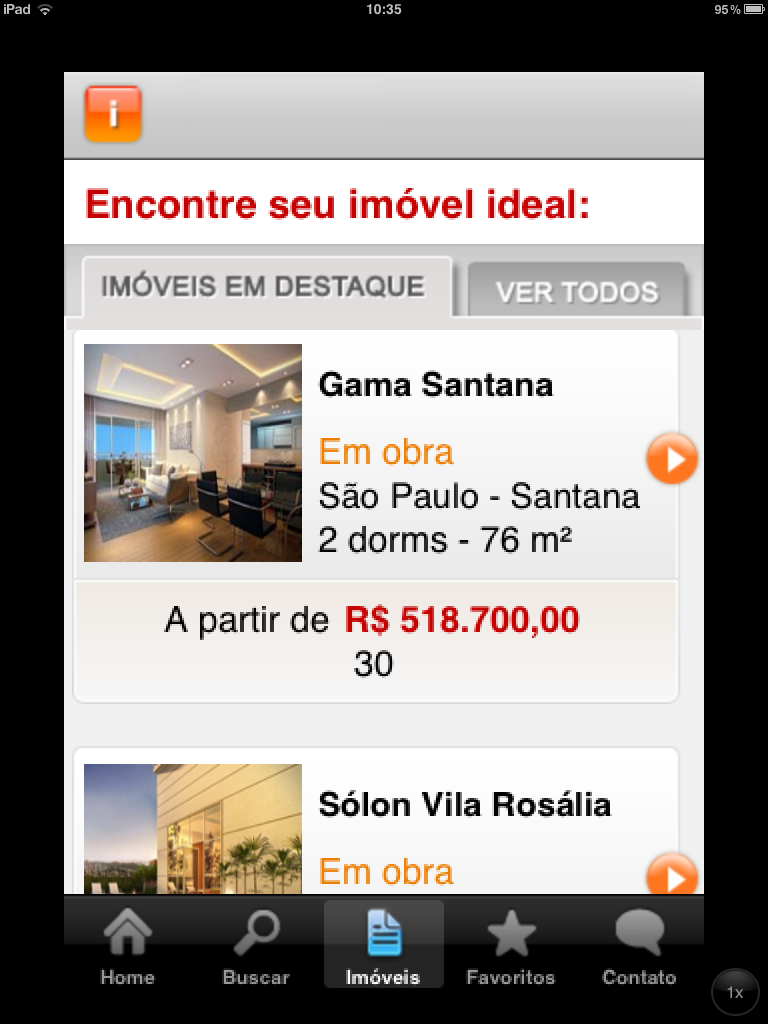 iPad 10:35 95%
i
Encontre seu imóvel ideal:
IMÓVEIS EM DESTAQUE VER TODOS
Gama Santana
Em obra
São Paulo - Santana
2 dorms - 76 m²
A partir de R$ 518.700,00
30
Sólon Vila Rosália
Em obra
Home Buscar Imóveis Favoritos Contato
1x